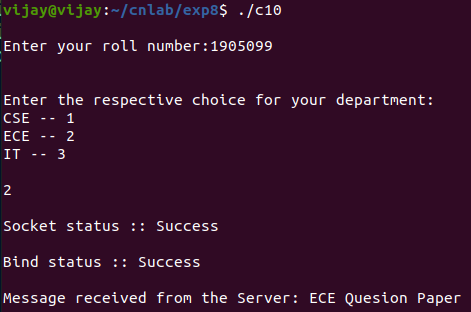 vijay@vijay:~/cnlab/exp8$ ./c10
Enter your roll number:1905099
Enter the respective choice for your department:
CSE -- 1
ECE -- 2
IT -- 3
2
Socket status :: Success
Bind status :: Success
Message received from the Server: ECE Quesion Paper